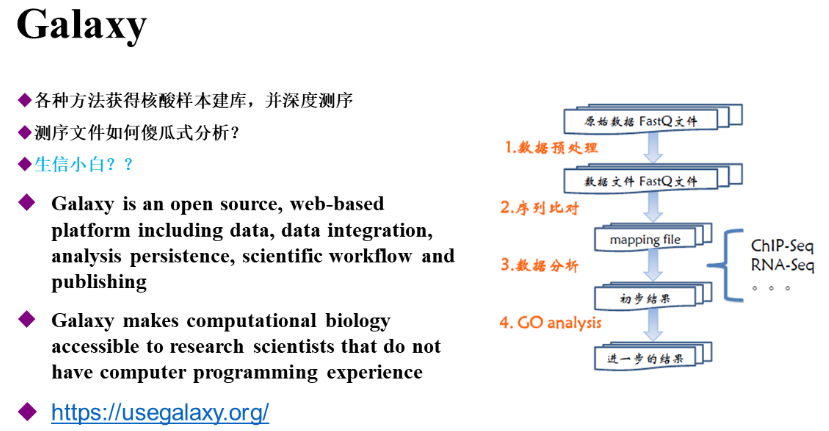 Galaxy
◆各种方法获得核酸样本建库，并深度测序
◆测序文件如何傻瓜式分析？
◆生信小白？？
◆ Galaxy is an open source, web-based
platform including data, data integration,
analysis persistence, scientific workflow and
publishing
◆ Galaxy makes computational biology
accessible to research scientists that do not
have computer programming experience
◆ https://usegalaxy.org/
原始数据 FastQ文件
1.数据预处理
数据文件 FastQ文件
2.序列比对
mapping file
3.数据分析
ChIP-Seq
RNA-Seq
。。。
初步结果
4. GO analysis
进一步的结果